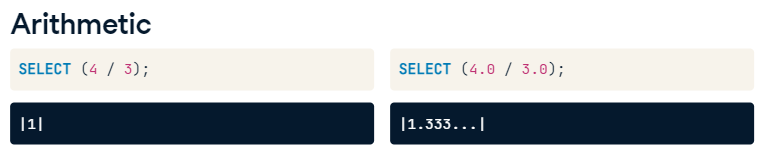 Arithmetic
SELECT (4 / 3);
SELECT (4.0 / 3.0);
|1|
|1.333...|